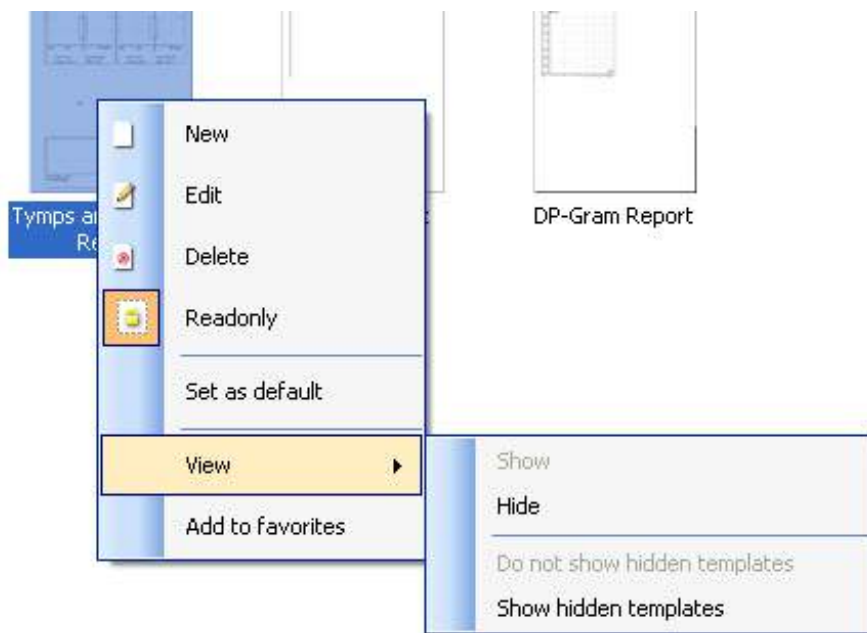 New
Edit
Tymps
DP-Gram Report
Delete
Readonly
Set as default
View
Show
Hide
Add to favorites
Do not show hidden templates
Show hidden templates